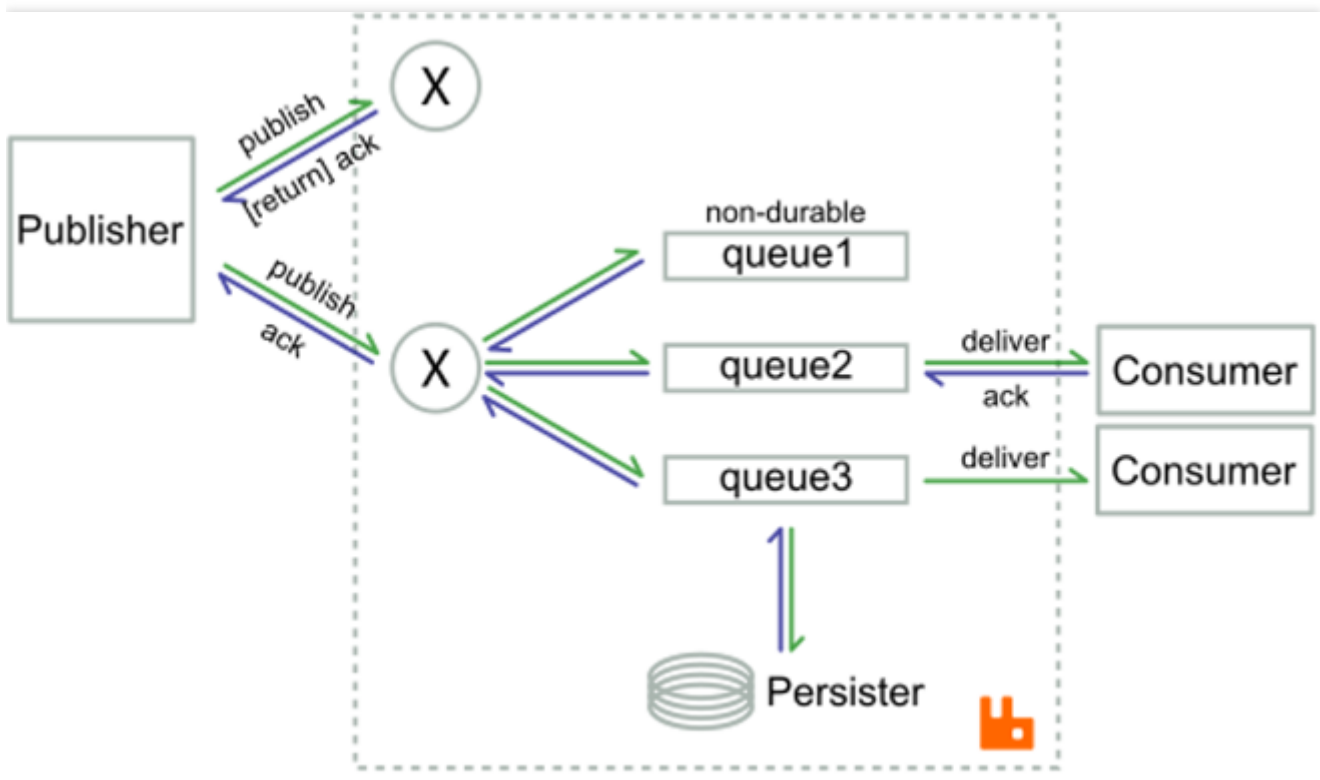 X
publish
[return] ack
Publisher
publish
ack
X
non-durable
queue1
queue2
deliver
ack
Consumer
queue3
deliver
Consumer
Persister